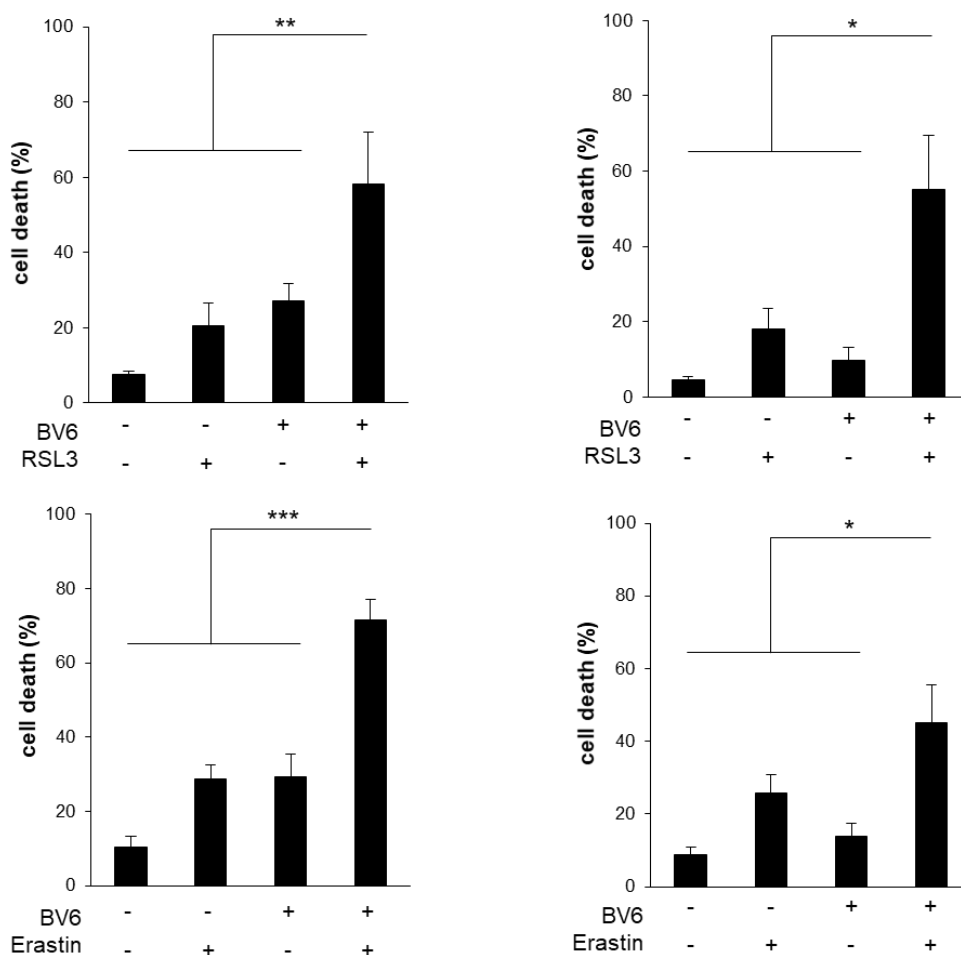 **
cell death (%)
100
80
60
40
20
0
BV6 - - + +
RSL3 - + - +
*
cell death (%)
100
80
60
40
20
0
BV6 - - + +
RSL3 - + - +
***
cell death (%)
100
80
60
40
20
0
BV6 - - + +
Erastin - + - +
*
cell death (%)
100
80
60
40
20
0
BV6 - - + +
Erastin - + - +